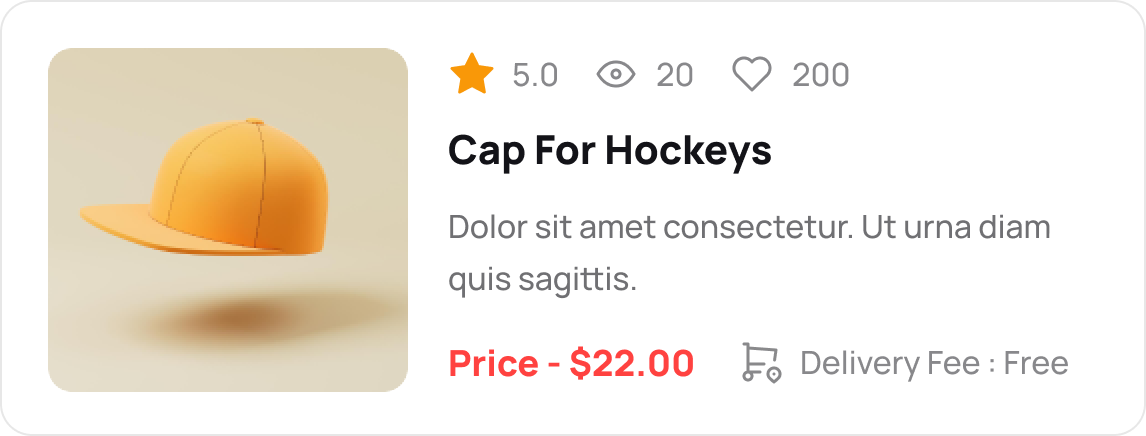 5.0 20 200
Cap For Hockeys
Dolor sit amet consectetur. Ut urna diam
quis sagittis.
Price - $22.00 Delivery Fee : Free